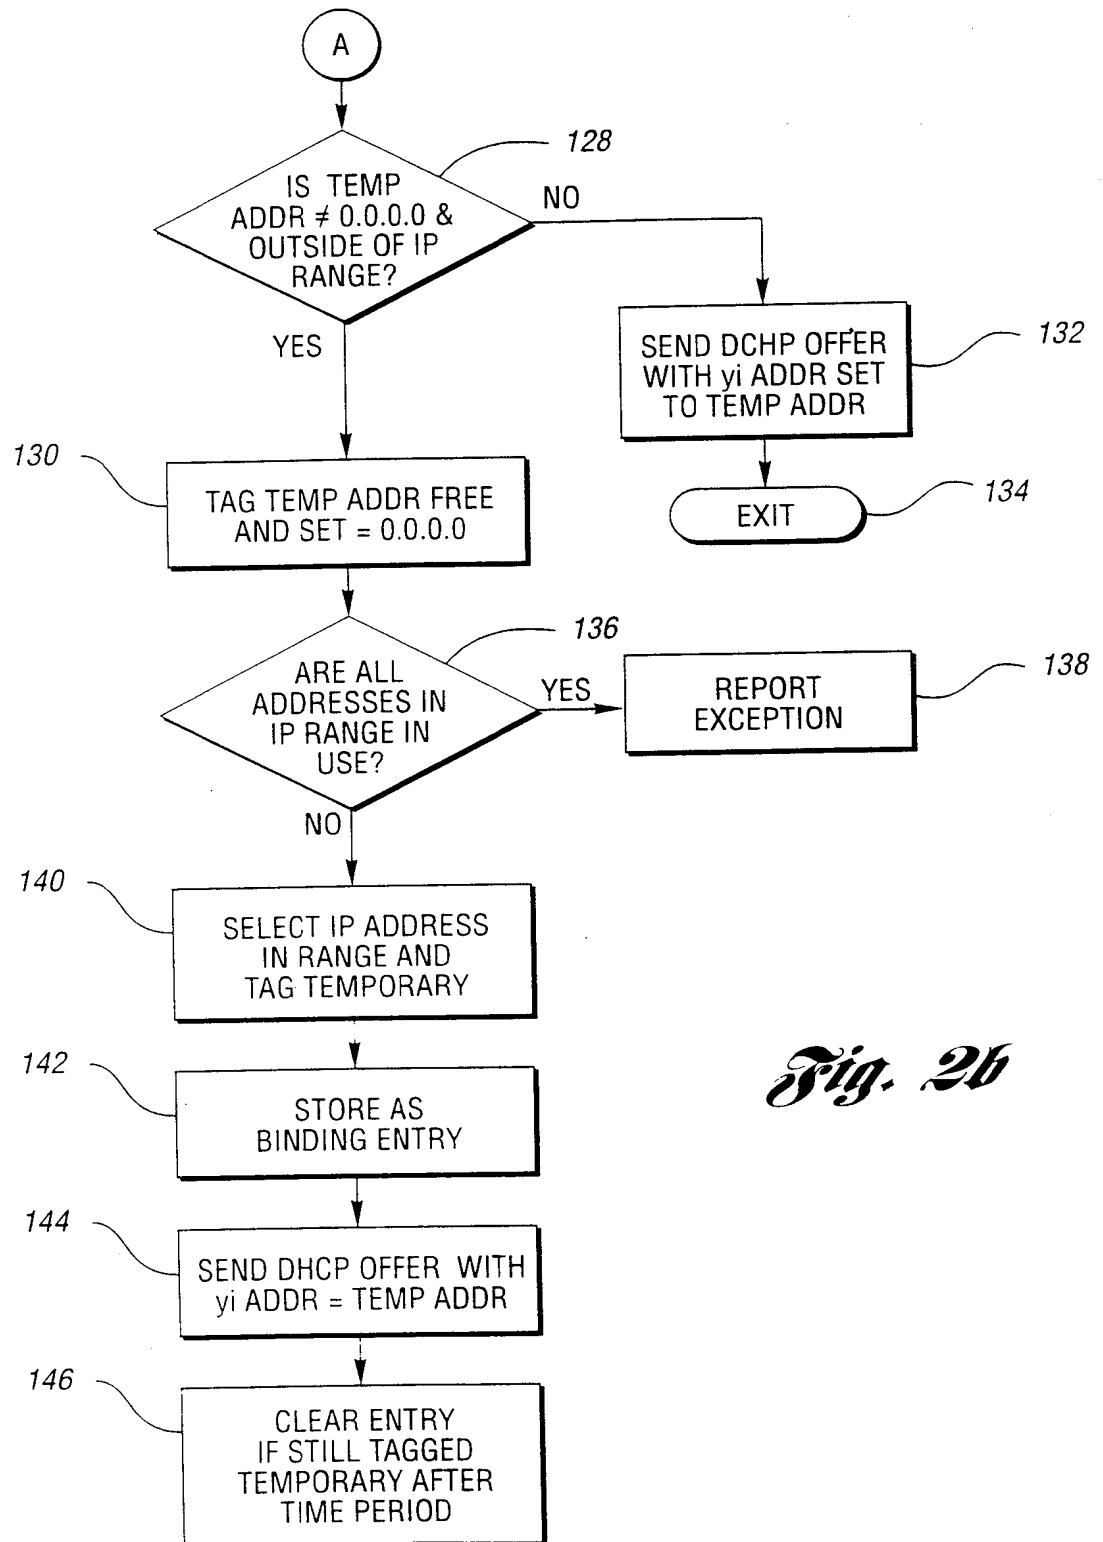 A
128
IS TEMP
ADDR ≠ 0.0.0.0 &
OUTSIDE OF IP
RANGE?
NO
YES
SEND DCHP OFFER
WITH yi ADDR SET
TO TEMP ADDR
132
130
TAG TEMP ADDR FREE
AND SET = 0.0.0.0
EXIT
134
136
ARE ALL
ADDRESSES IN
IP RANGE IN
USE?
YES
REPORT
EXCEPTION
138
NO
140
SELECT IP ADDRESS
IN RANGE AND
TAG TEMPORARY
142
STORE AS
BINDING ENTRY
Fig. 2b
144
SEND DHCP OFFER WITH
yi ADDR = TEMP ADDR
146
CLEAR ENTRY
IF STILL TAGGED
TEMPORARY AFTER
TIME PERIOD